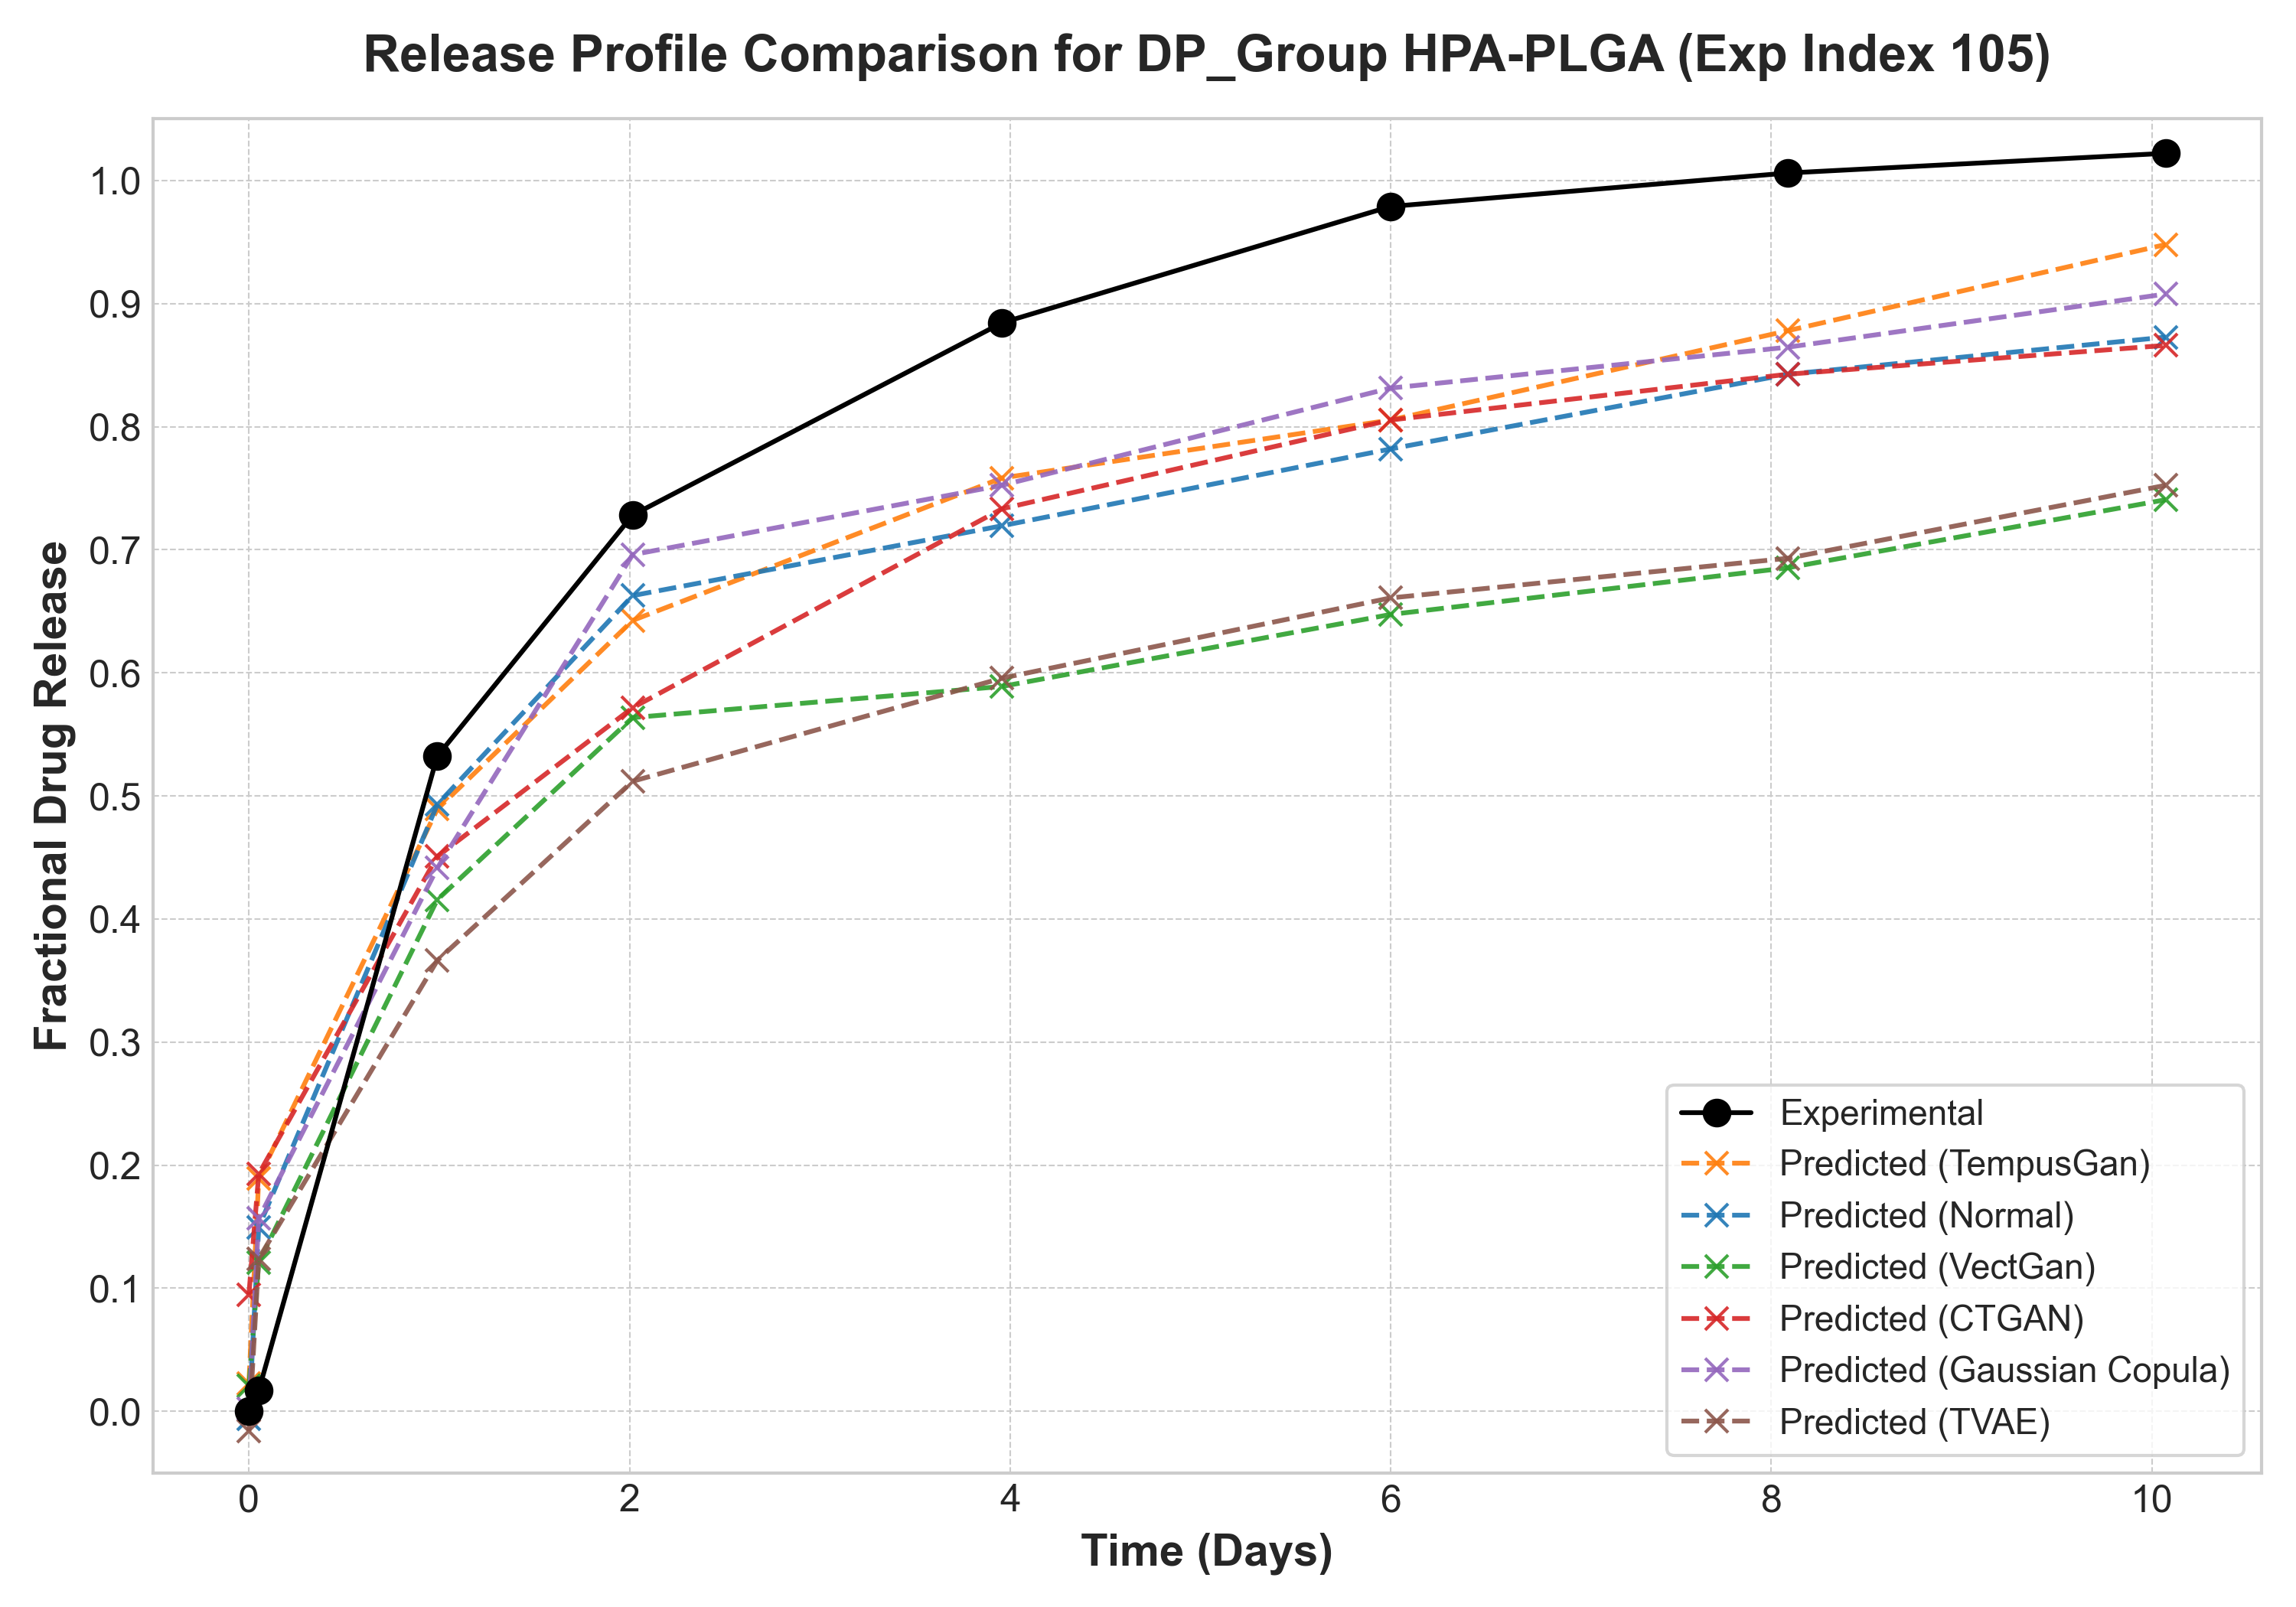 Release Profile Comparison for DP_Group HPA-PLGA (Exp Index 105)
Fractional Drug Release
1.0
0.9
0.8
0.7
0.6
0.5
0.4
0.3
0.2
0.1
0.0
Experimental
Predicted (TempusGan)
Predicted (Normal)
Predicted (VectGan)
Predicted (CTGAN)
Predicted (Gaussian Copula)
Predicted (TVAE)
0 2 4 6 8 10
Time (Days)